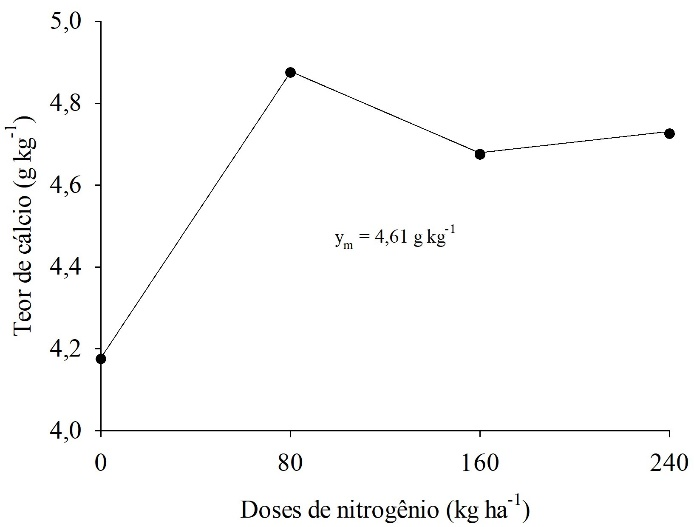 5,0
4,8
4,6
4,4
4,2
4,0
Teor de cálcio (g kg⁻¹)
yₘ = 4,61 g kg⁻¹
0 80 160 240
Doses de nitrogênio (kg ha⁻¹)